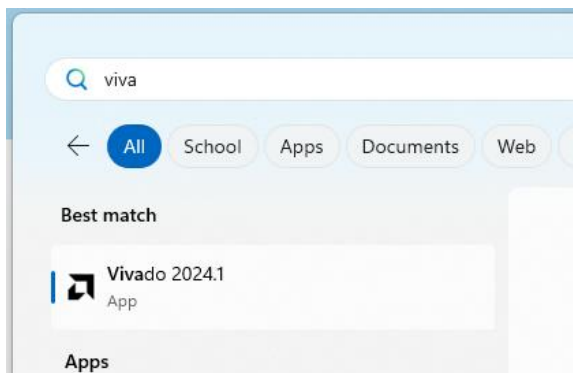 viva
All School Apps Documents Web
Best match
Vivado 2024.1
App
Apps